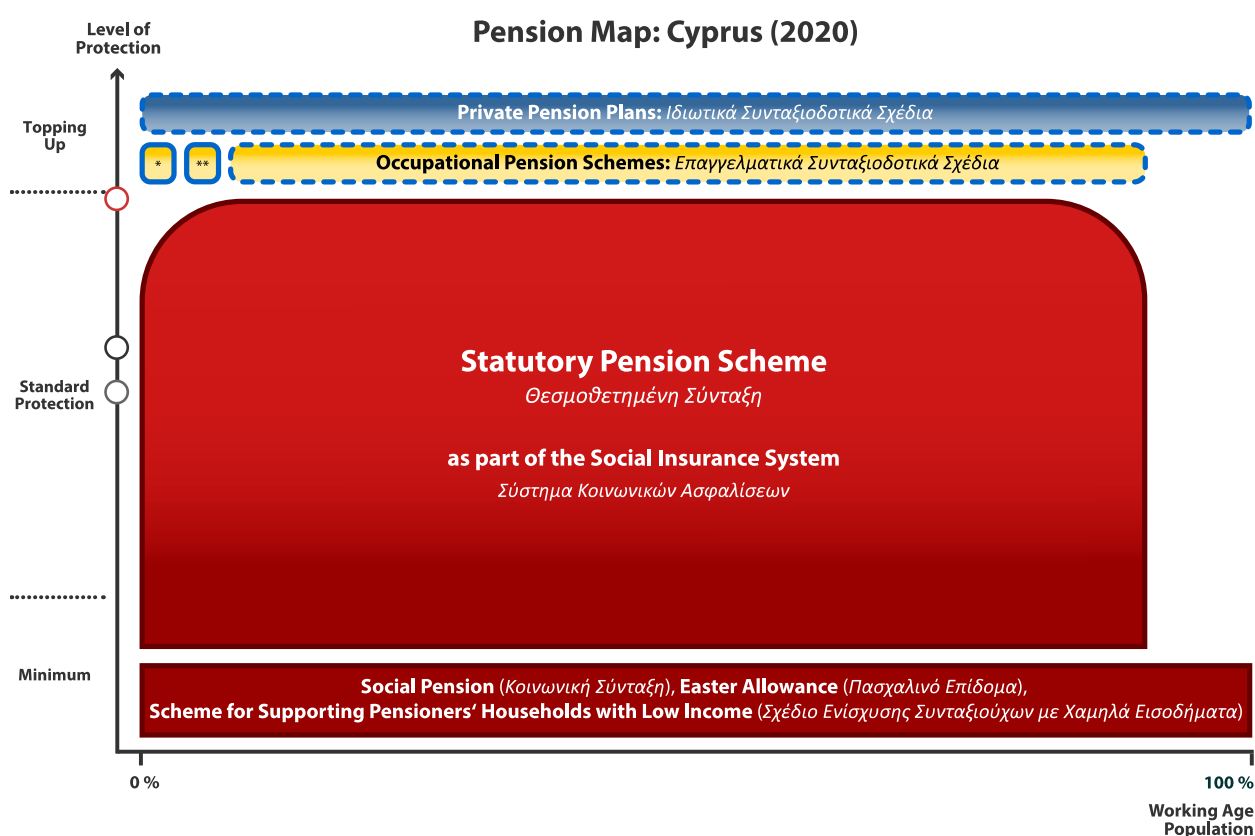 Pension Map: Cyprus (2020)
Level of
Protection
Topping
Up
Private Pension Plans: Ιδιωτικά Συνταξιοδοτικά Σχέδια
*
**
Occupational Pension Schemes: Επαγγελματικά Συνταξιοδοτικά Σχέδια
Standard
Protection
Statutory Pension Scheme
Θεσμοθετημένη Σύνταξη
as part of the Social Insurance System
Σύστημα Κοινωνικών Ασφαλίσεων
Minimum
Social Pension (Κοινωνική Σύνταξη), Easter Allowance (Πασχαλινό Επίδομα),
Scheme for Supporting Pensioners‘ Households with Low Income (Σχέδιο Ενίσχυσης Συνταξιούχων με Χαμηλά Εισοδήματα)
0 %
100 %
Working Age
Population